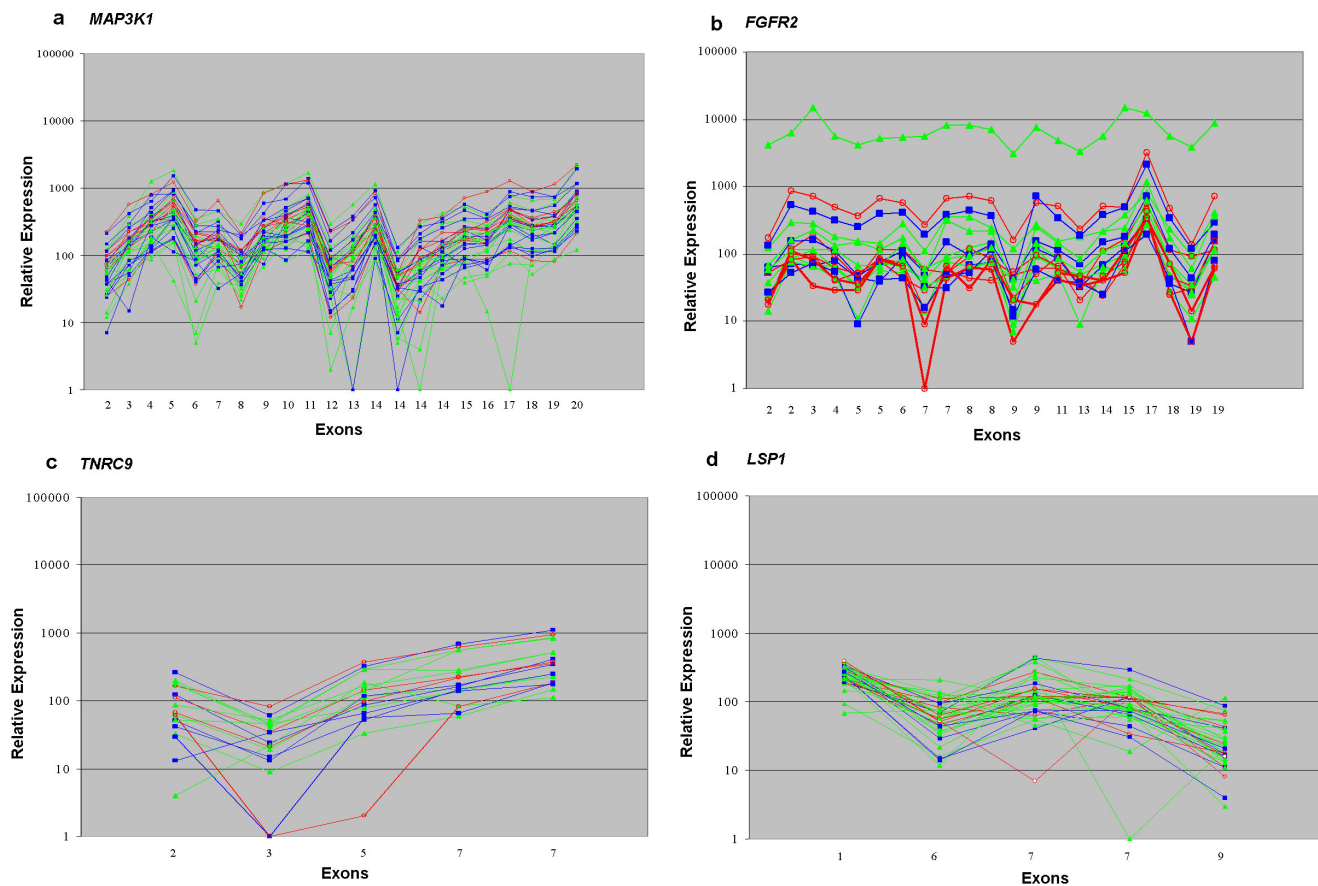 a MAP3K1
100000
10000
1000
100
10
1
Relative Expression
2 3 4 5 6 7 8 9 10 11 12 13 14 14 14 15 15 16 17 18 19 20
Exons
b FGFR2
100000
10000
1000
100
10
1
Relative Expression
2 2 3 4 5 5 6 7 7 8 8 9 9 11 13 14 15 17 18 19 19
Exons
c TNRC9
100000
10000
1000
100
10
1
Relative Expression
2 3 5 7 7
Exons
d LSP1
100000
10000
1000
100
10
1
Relative Expression
1 6 7 7 9
Exons